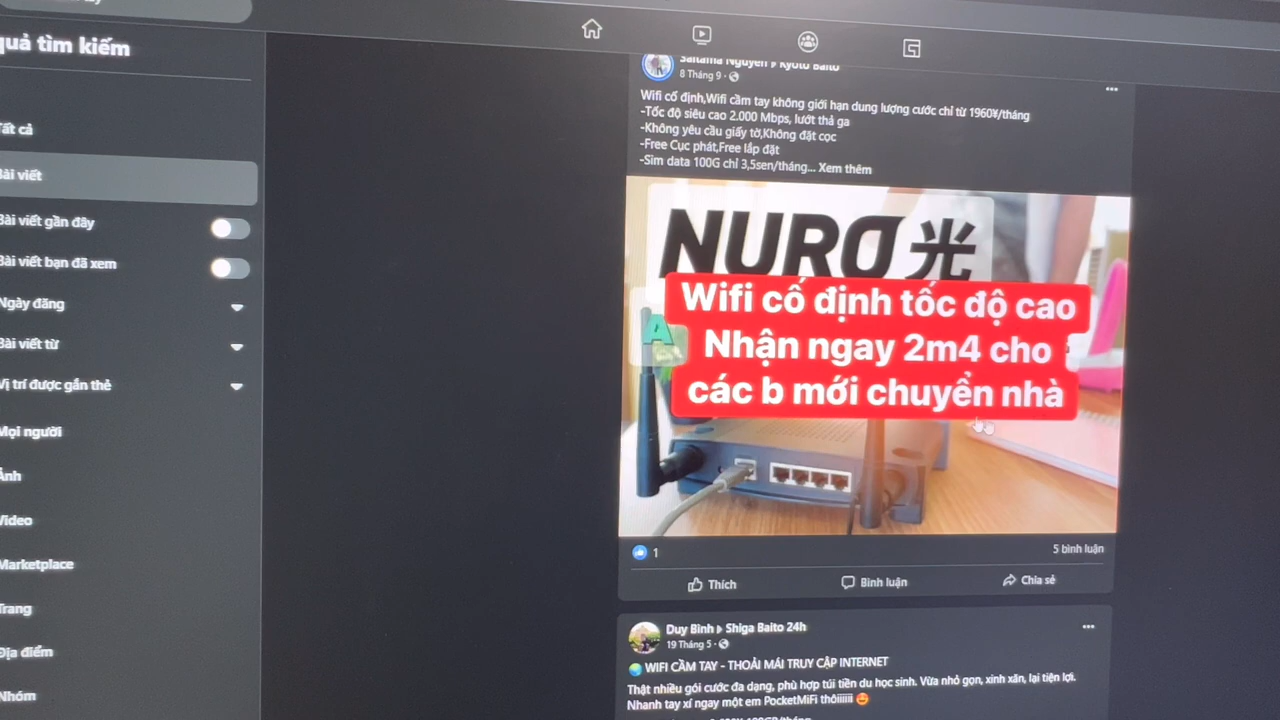 quả tìm kiếm
Tất cả
Bài viết
Bài viết gần đây
Bài viết bạn đã xem
Ngày đăng
Bài viết từ
Vị trí được gắn thẻ
Mọi người
Ảnh
Video
Marketplace
Trang
Địa điểm
Nhóm
Saitama Nguyen ▸ Kyoto Baito
8 Tháng 9 ·
Wifi cố định,Wifi cầm tay không giới hạn dung lượng cước chỉ từ 1960¥/tháng
-Tốc độ siêu cao 2.000 Mbps, lướt thả ga
-Không yêu cầu giấy tờ,Không đặt cọc
-Free Cục phát,Free lắp đặt
-Sim data 100G chỉ 3,5sen/tháng... Xem thêm
NURO 光
A
Wifi cố định tốc độ cao
Nhận ngay 2m4 cho
các b mới chuyển nhà
1
5 bình luận
Thích
Bình luận
Chia sẻ
Duy Bình ▸ Shiga Baito 24h
19 Tháng 5 ·
WIFI CẦM TAY - THOẢI MÁI TRUY CẬP INTERNET
Thật nhiều gói cước đa dạng, phù hợp túi tiền du học sinh. Vừa nhỏ gọn, xinh xăn, lại tiện lợi.
Nhanh tay xí ngay một em PocketMiFi thôiiiiii 😍